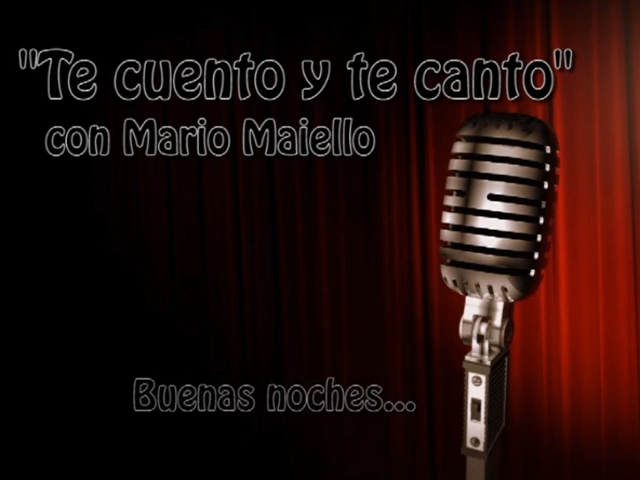 "Te cuento y te canto"
con Mario Maiello
Buenas noches...